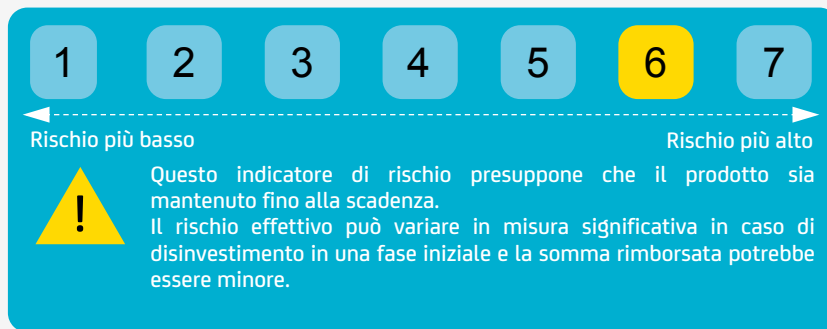 1 2 3 4 5 6 7
Rischio più basso Rischio più alto
Questo indicatore di rischio presuppone che il prodotto sia
mantenuto fino alla scadenza.
Il rischio effettivo può variare in misura significativa in caso di
disinvestimento in una fase iniziale e la somma rimborsata potrebbe
essere minore.
!